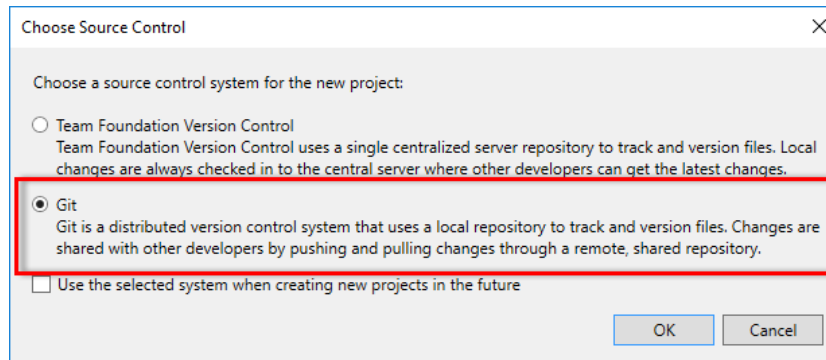 Choose Source Control
Choose a source control system for the new project:
Team Foundation Version Control
Team Foundation Version Control uses a single centralized server repository to track and version files. Local
changes are always checked in to the central server where other developers can get the latest changes.
Git
Git is a distributed version control system that uses a local repository to track and version files. Changes are
shared with other developers by pushing and pulling changes through a remote, shared repository.
Use the selected system when creating new projects in the future
OK Cancel